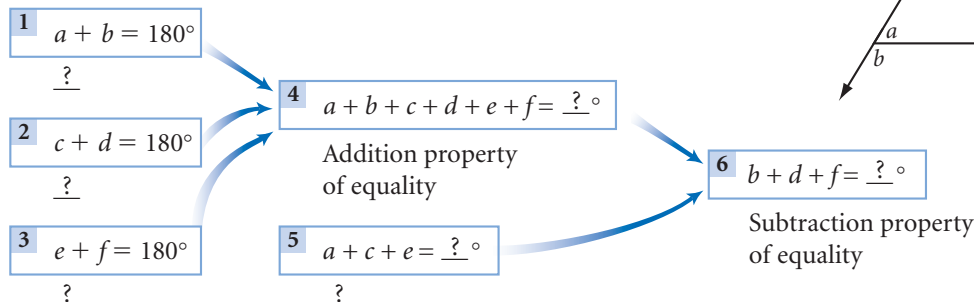 1 a + b = 180°
?
2 c + d = 180°
?
3 e + f = 180°
?
4 a + b + c + d + e + f = ? °
Addition property
of equality
5 a + c + e = ? °
?
6 b + d + f = ? °
Subtraction property
of equality
a
b